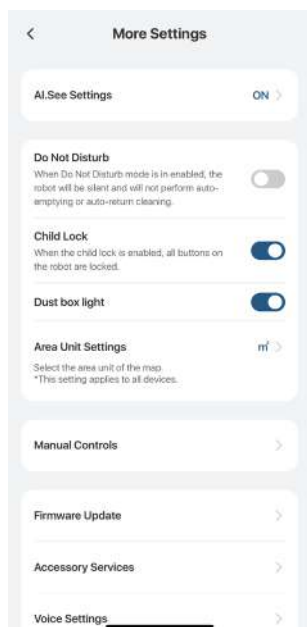 More Settings
AI.See Settings ON
Do Not Disturb
When Do Not Disturb mode is in enabled, the
robot will be silent and will not perform auto-
emptying or auto-return cleaning.
Child Lock
When the child lock is enabled, all buttons on
the robot are locked.
Dust box light
Area Unit Settings m²
Select the area unit of the map.
*This setting applies to all devices.
Manual Controls
Firmware Update
Accessory Services
Voice Settings